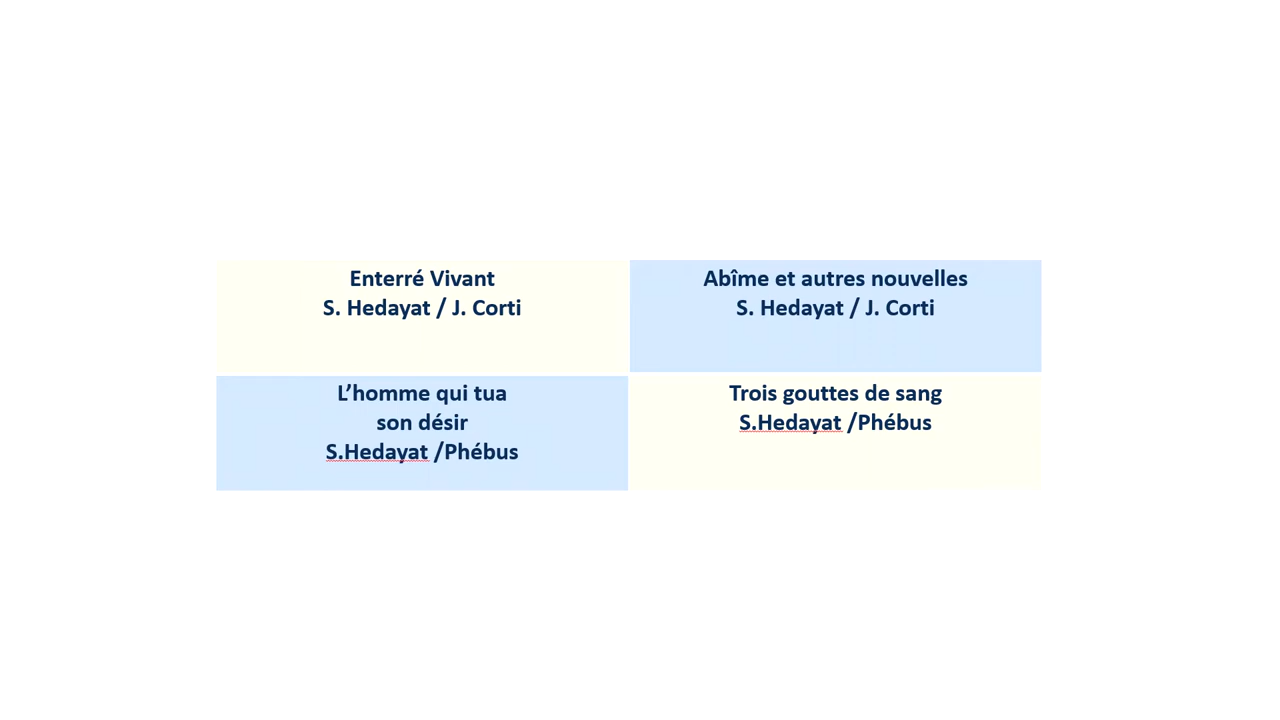 Enterré Vivant
S. Hedayat / J. Corti
Abîme et autres nouvelles
S. Hedayat / J. Corti
L’homme qui tua
son désir
S.Hedayat /Phébus
Trois gouttes de sang
S.Hedayat /Phébus